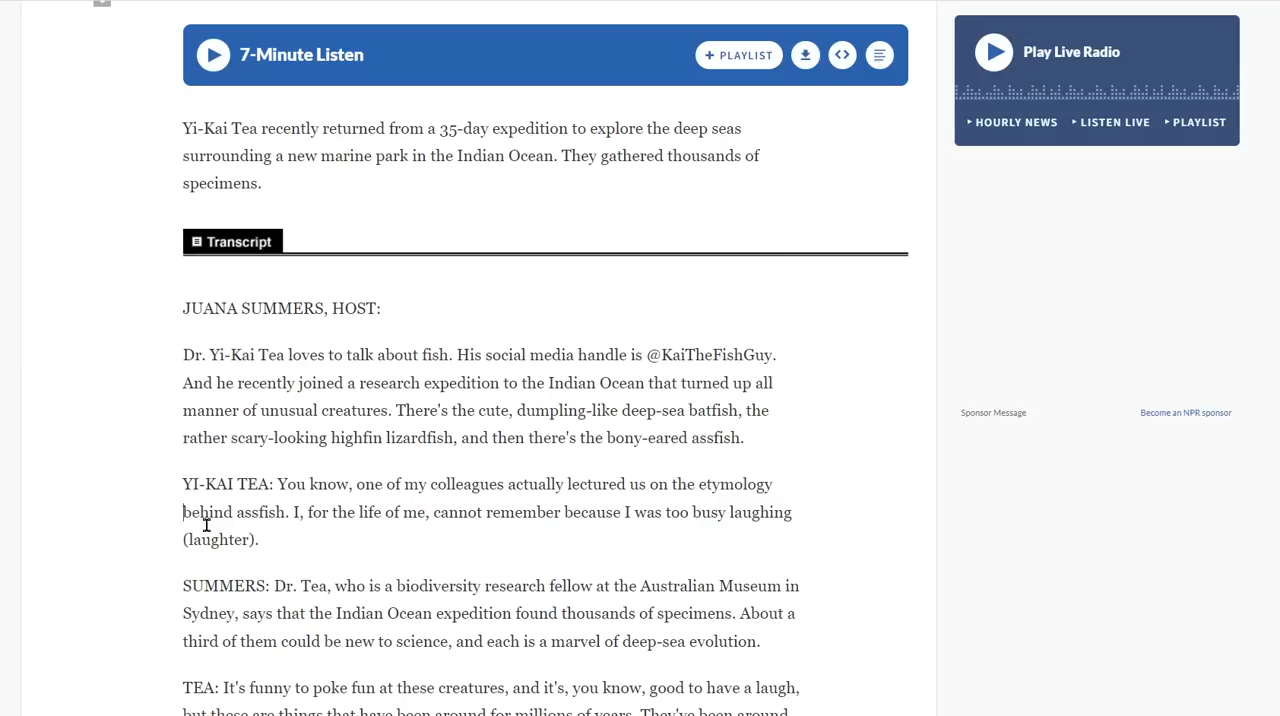 7-Minute Listen
+ PLAYLIST
Play Live Radio
HOURLY NEWS
LISTEN LIVE
PLAYLIST
Yi-Kai Tea recently returned from a 35-day expedition to explore the deep seas
surrounding a new marine park in the Indian Ocean. They gathered thousands of
specimens.
Transcript
JUANA SUMMERS, HOST:
Dr. Yi-Kai Tea loves to talk about fish. His social media handle is @KaiTheFishGuy.
And he recently joined a research expedition to the Indian Ocean that turned up all
manner of unusual creatures. There's the cute, dumpling-like deep-sea batfish, the
rather scary-looking highfin lizardfish, and then there's the bony-eared assfish.
YI-KAI TEA: You know, one of my colleagues actually lectured us on the etymology
behind assfish. I, for the life of me, cannot remember because I was too busy laughing
(laughter).
SUMMERS: Dr. Tea, who is a biodiversity research fellow at the Australian Museum in
Sydney, says that the Indian Ocean expedition found thousands of specimens. About a
third of them could be new to science, and each is a marvel of deep-sea evolution.
TEA: It's funny to poke fun at these creatures, and it's, you know, good to have a laugh,
but these are things that have been around for millions of years. They've been around
Sponsor Message
Become an NPR sponsor